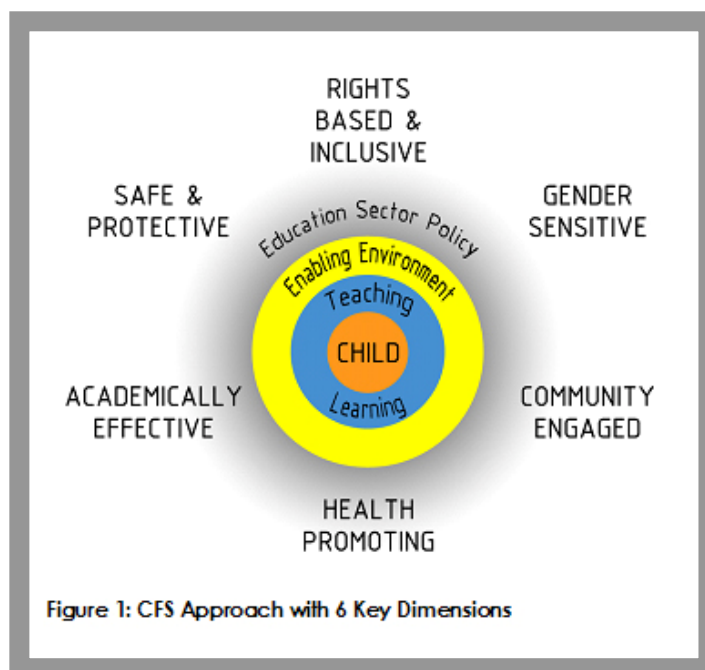 RIGHTS
BASED &
INCLUSIVE
SAFE &
PROTECTIVE
GENDER
SENSITIVE
Education Sector Policy
Enabling Environment
Teaching
CHILD
Learning
ACADEMICALLY
EFFECTIVE
COMMUNITY
ENGAGED
HEALTH
PROMOTING
Figure 1: CFS Approach with 6 Key Dimensions